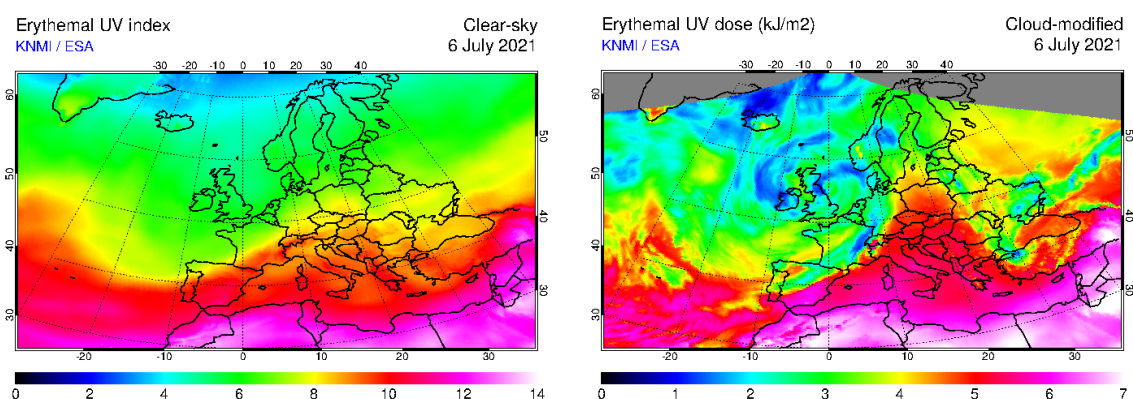 Erythemal UV index
Clear-sky
KNMI / ESA
6 July 2021
-30 -20 -10 0 10 20 30 40
60
50
40
30
50
40
30
-20 -10 0 10 20 30
0 2 4 6 8 10 12 14
Erythemal UV dose (kJ/m2)
Cloud-modified
KNMI / ESA
6 July 2021
-30 -20 -10 0 10 20 30 40
60
50
40
30
50
40
30
-20 -10 0 10 20 30
0 1 2 3 4 5 6 7